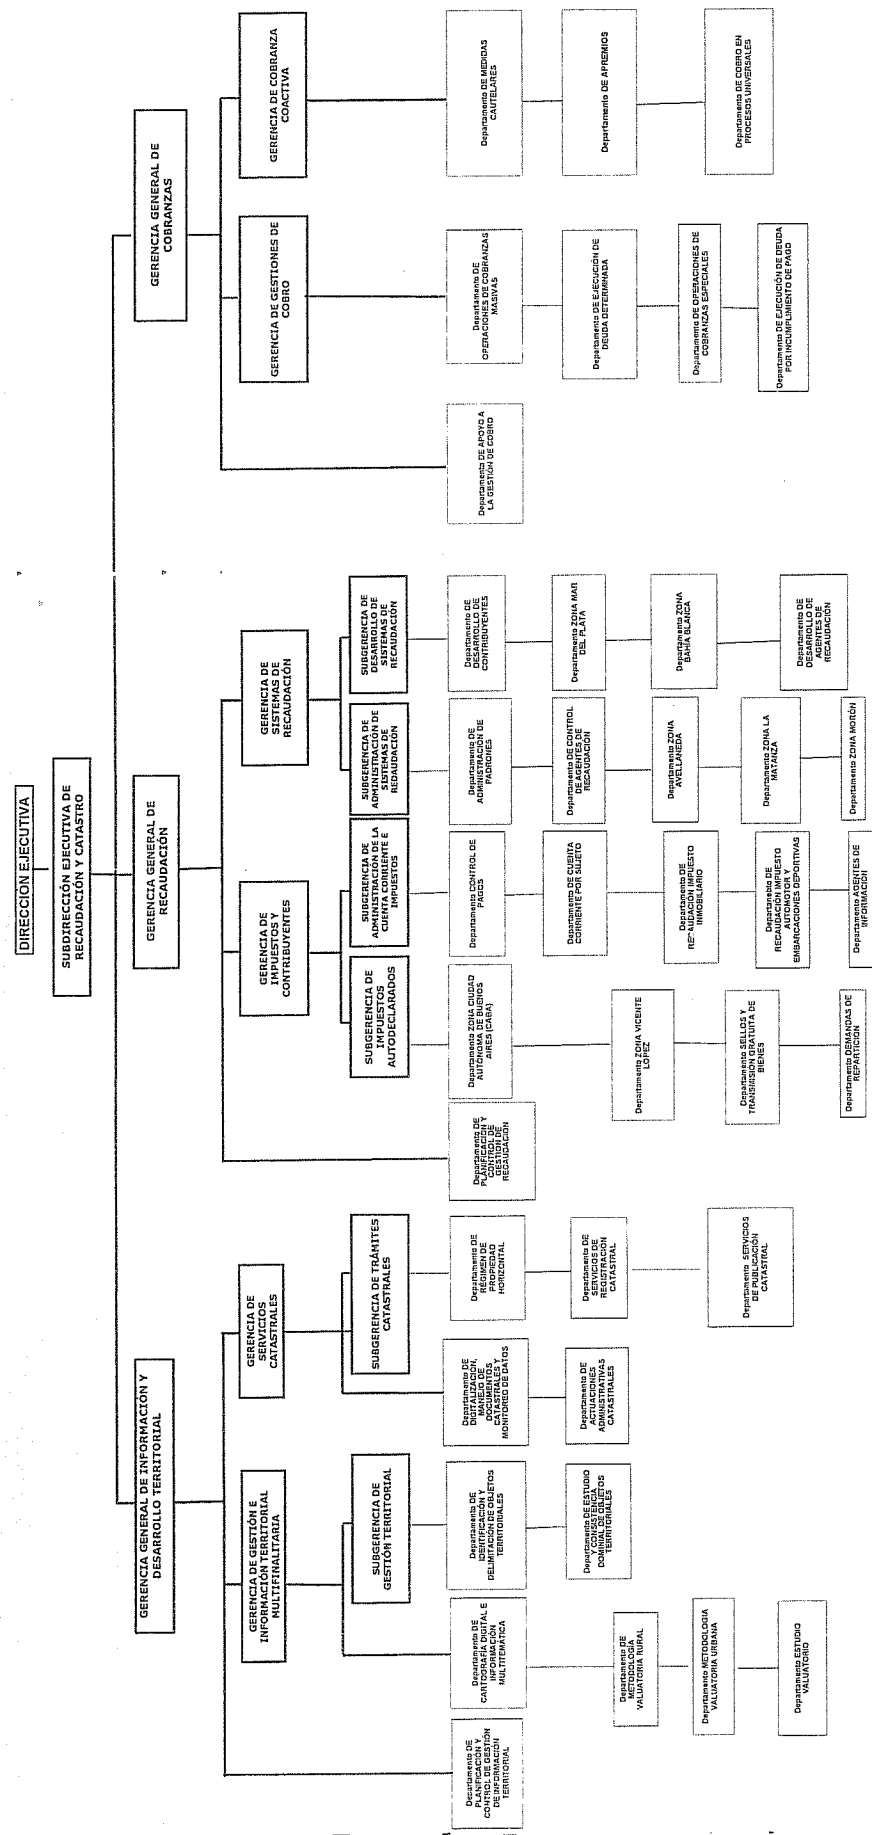 DIRECCION EJECUTIVA
SUBDIRECCIÓN EJECUTIVA DE
RECAUDACIÓN Y CATASTRO
GERENCIA GENERAL DE INFORMACIÓN Y
DESARROLLO TERRITORIAL
GERENCIA GENERAL DE
RECAUDACIÓN
GERENCIA GENERAL DE
COBRANZAS
GERENCIA DE GESTIÓN E
INFORMACIÓN TERRITORIAL
MULTIFINALITARIA
GERENCIA DE
SERVICIOS
CATASTRALES
GERENCIA DE
IMPUESTOS Y
CONTRIBUYENTES
GERENCIA DE
SISTEMAS DE
RECAUDACIÓN
GERENCIA DE GESTIONES DE
COBRO
GERENCIA DE COBRANZA
COACTIVA
SUBGERENCIA DE
GESTIÓN TERRITORIAL
SUBGERENCIA DE TRÁMITES
CATASTRALES
SUBGERENCIA DE
IMPUESTOS
AUTODECLARADOS
SUBGERENCIA DE
ADMINISTRACIÓN DE LA
CUENTA CORRIENTE E
IMPUESTOS
SUBGERENCIA DE
ADMINISTRACIÓN DE
SISTEMAS DE
REDAUDACIÓN
SUBGERENCIA DE
DESARROLLO DE
SISTEMAS DE
RECAUDACIÓN
Departamento DE
PLANIFICACIÓN Y
CONTROL DE GESTIÓN
DE INFORMACIÓN
TERRITORIAL
Departamento DE
CARTOGRAFÍA DIGITAL E
INFORMACIÓN
MULTITEMÁTICA
Departamento DE
IDENTIFICACIÓN Y
DELIMITACIÓN DE OBJETOS
TERRITORIALES
Departamento DE
DIGITALIZACIÓN,
MANEJO DE
DOCUMENTOS
CATASTRALES Y
MONITOREO DE DATOS
Departamento DE
RÉGIMEN DE
PROPIEDAD
HORIZONTAL
Departamento DE
PLANIFICACIÓN Y
CONTROL DE
GESTIÓN DE
RECAUDACIÓN
Departamento ZONA CIUDAD
AUTÓNOMA DE BUENOS
AIRES (CABA)
Departamento CONTROL DE
PAGOS
Departamento DE
ADMINISTRACIÓN DE
PADRONES
Departamento DE
DESARROLLO DE
CONTRIBUYENTES
Departamento DE APOYO A
LA GESTIÓN DE COBRO
Departamento DE
OPERACIONES DE COBRANZAS
MASIVAS
Departamento DE MEDIDAS
CAUTELARES
Departamento DE
METODOLOGÍA
VALUATORIA RURAL
Departamento DE ESTUDIO
Y CONSISTENCIA
DOMINIAL DE OBJETOS
TERRITORIALES
Departamento DE
ACTUACIONES
ADMINISTRATIVAS
CATASTRALES
Departamento DE
SERVICIOS DE
REGISTRACIÓN
CATASTRAL
Departamento ZONA VICENTE
LOPEZ
Departamento DE CUENTA
CORRIENTE POR SUJETO
Departamento DE CONTROL
DE AGENTES DE
RECAUDACIÓN
Departamento ZONA MAR
DEL PLATA
Departamento DE EJECUCIÓN DE
DEUDA DETERMINADA
Departamento DE APREMIOS
Departamento METODOLOGIA
VALUATORIA URBANA
Departamento SERVICIOS
DE PUBLICACIÓN
CATASTRAL
Departamento SELLOS Y
TRANSMISIÓN GRATUITA DE
BIENES
Departamento DE
RECAUDACIÓN IMPUESTO
INMOBILIARIO
Departamento ZONA
AVELLANEDA
Departamento ZONA
BAHÍA BLANCA
Departamento DE OPERACIONES DE
COBRANZAS ESPECIALES
Departamento DE COBRO EN
PROCESOS UNIVERSALES
Departamento ESTUDIO
VALUATORIO
Departamento DEMANDAS DE
REPARTICIÓN
Departamento DE
RECAUDACIÓN IMPUESTO
AUTOMOTOR Y
EMBARCACIONES DEPORTIVAS
Departamento ZONA LA
MATANZA
Departamento DE
DESARROLLO DE
AGENTES DE
RECAUDACIÓN
Departamento DE EJECUCIÓN DE DEUDA
POR INCUMPLIMIENTO DE PAGO
Departamento AGENTES DE
INFORMACIÓN
Departamento ZONA MORÓN